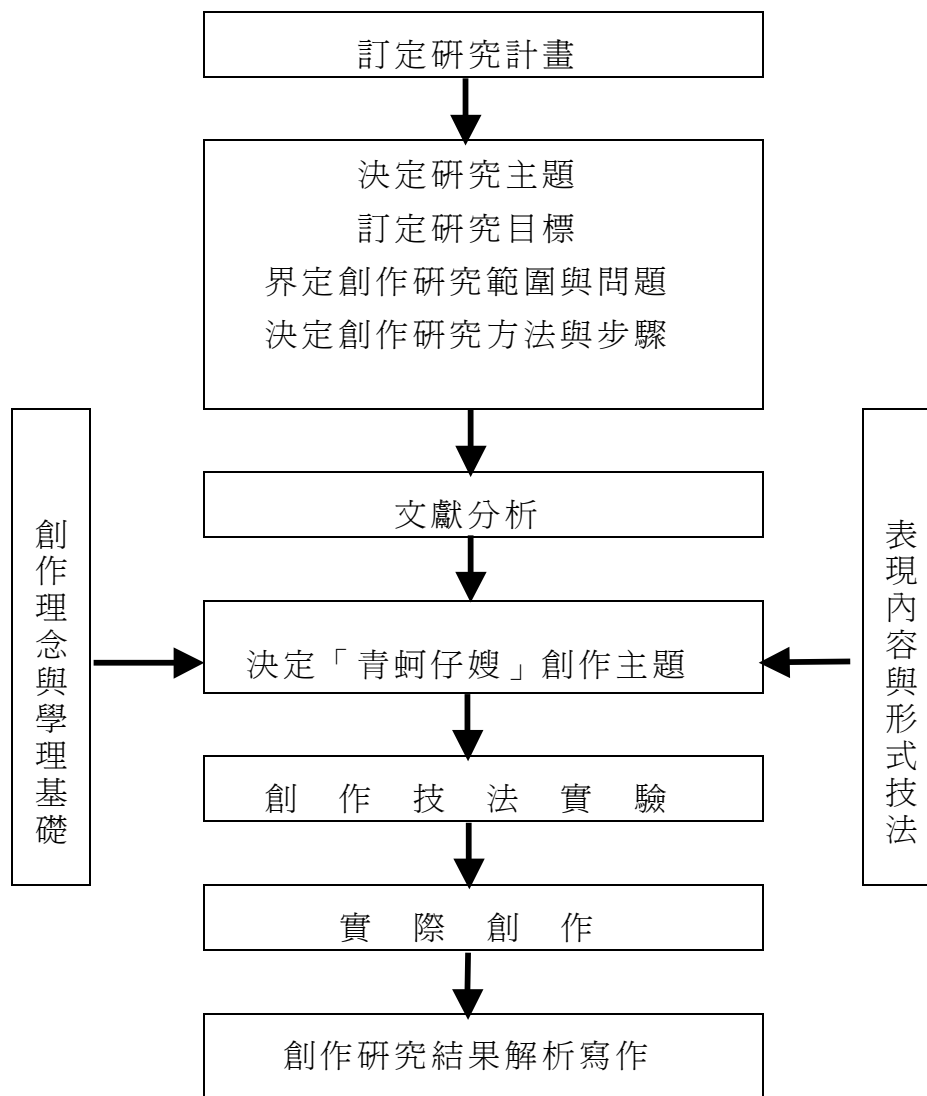 訂定研究計畫
決定研究主題
訂定研究目標
界定創作研究範圍與問題
決定創作研究方法與步驟
文獻分析
創作理念與學理基礎
決定「青蚵仔嫂」創作主題
表現內容與形式技法
創作技法實驗
實際創作
創作研究結果解析寫作